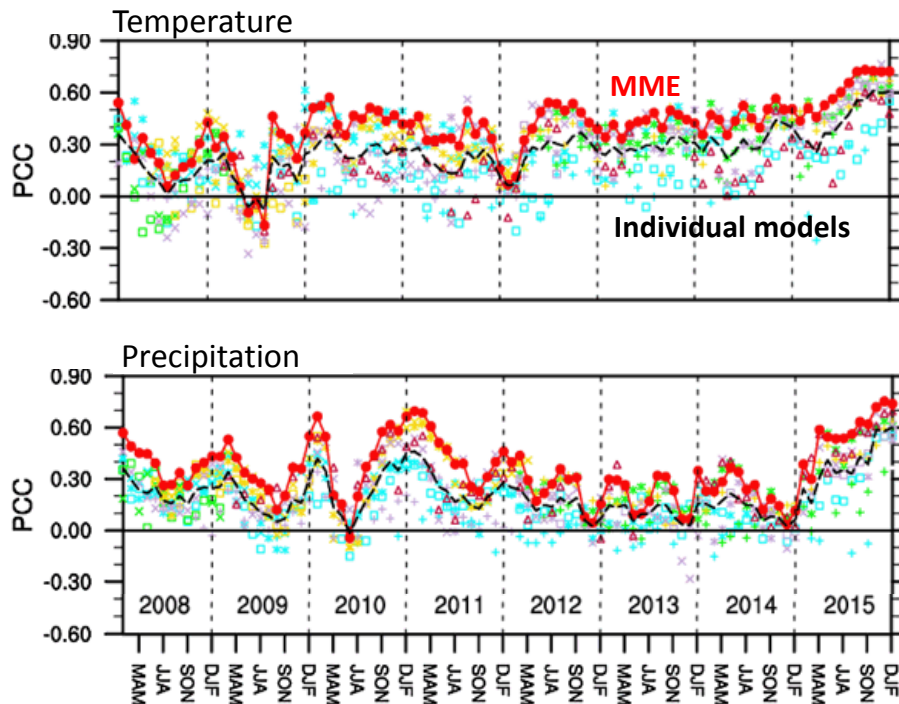 Temperature
0.90
0.60
0.30
0.00
-0.30
-0.60
PCC
MME
Individual models
Precipitation
0.90
0.60
0.30
0.00
-0.30
-0.60
PCC
2008 2009 2010 2011 2012 2013 2014 2015
MAM JJA SON DJF MAM JJA SON DJF MAM JJA SON DJF MAM JJA SON DJF MAM JJA SON DJF MAM JJA SON DJF MAM JJA SON DJF MAM JJA SON DJF